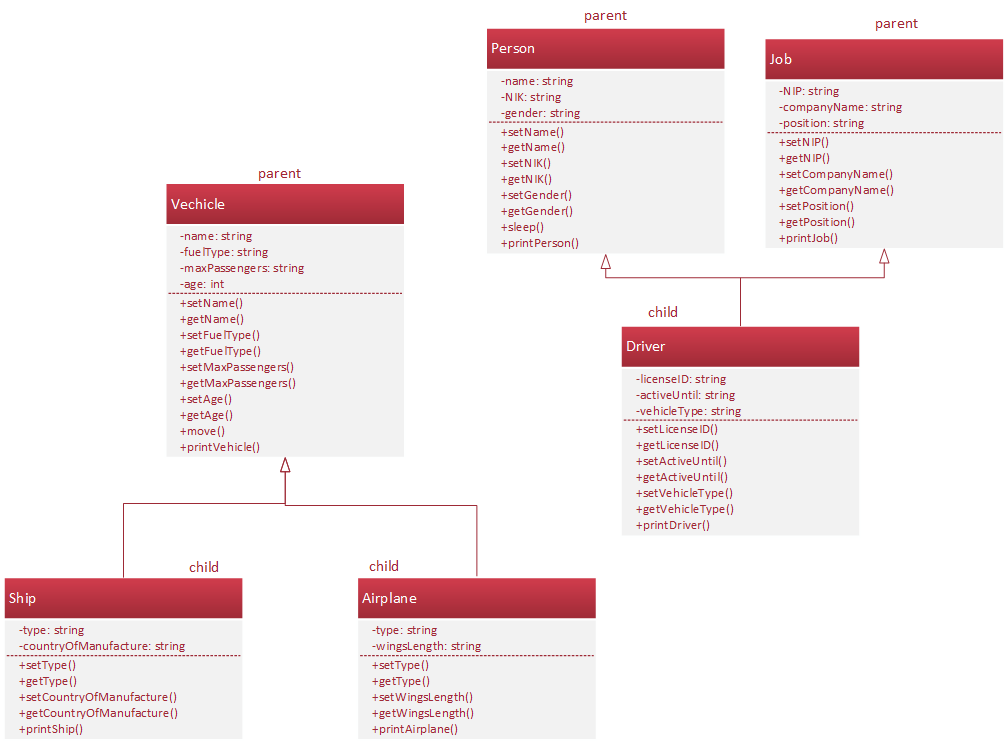 parent
Person
-name: string
-NIK: string
-gender: string
+setName()
+getName()
+setNIK()
+getNIK()
+setGender()
+getGender()
+sleep()
+printPerson()
parent
Job
-NIP: string
-companyName: string
-position: string
+setNIP()
+getNIP()
+setCompanyName()
+getCompanyName()
+setPosition()
+getPosition()
+printJob()
parent
Vechicle
-name: string
-fuelType: string
-maxPassengers: string
-age: int
+setName()
+getName()
+setFuelType()
+getFuelType()
+setMaxPassengers()
+getMaxPassengers()
+setAge()
+getAge()
+move()
+printVehicle()
child
Driver
-licenseID: string
-activeUntil: string
-vehicleType: string
+setLicenseID()
+getLicenseID()
+setActiveUntil()
+getActiveUntil()
+setVehicleType()
+getVehicleType()
+printDriver()
child
Ship
-type: string
-countryOfManufacture: string
+setType()
+getType()
+setCountryOfManufacture()
+getCountryOfManufacture()
+printShip()
child
Airplane
-type: string
-wingsLength: string
+setType()
+getType()
+setWingsLength()
+getWingsLength()
+printAirplane()